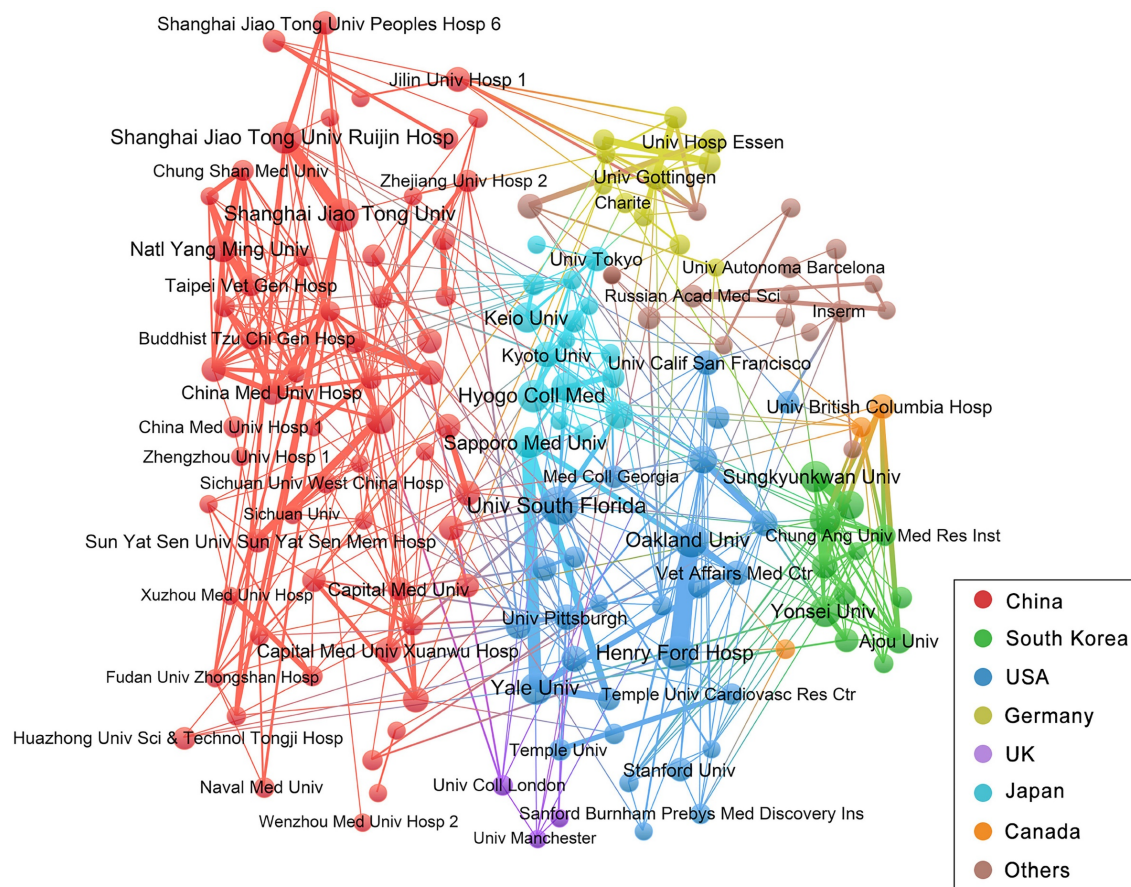 Shanghai Jiao Tong Univ Peoples Hosp 6
Jilin Univ Hosp 1
Shanghai Jiao Tong Univ Ruijin Hosp
Univ Hosp Essen
Chung Shan Med Univ
Zhejiang Univ Hosp 2
Univ Gottingen
Charite
Shanghai Jiao Tong Univ
Natl Yang Ming Univ
Univ Tokyo
Univ Autonoma Barcelona
Taipei Vet Gen Hosp
Russian Acad Med Sci
Inserm
Keio Univ
Buddhist Tzu Chi Gen Hosp
Kyoto Univ
Univ Calif San Francisco
China Med Univ Hosp
Hyogo Coll Med
Univ British Columbia Hosp
China Med Univ Hosp 1
Sapporo Med Univ
Zhengzhou Univ Hosp 1
Sichuan Univ West China Hosp
Med Coll Georgia
Sungkyunkwan Univ
Univ South Florida
Sichuan Univ
Chung Ang Univ Med Res Inst
Sun Yat Sen Univ Sun Yat Sen Mem Hosp
Oakland Univ
Vet Affairs Med Ctr
Capital Med Univ
Xuzhou Med Univ Hosp
Yonsei Univ
Univ Pittsburgh
Ajou Univ
Capital Med Univ Xuanwu Hosp
Henry Ford Hosp
Fudan Univ Zhongshan Hosp
Yale Univ
Temple Univ Cardiovasc Res Ctr
Huazhong Univ Sci & Technol Tongji Hosp
Temple Univ
Stanford Univ
Naval Med Univ
Univ Coll London
Sanford Burnham Prebys Med Discovery Ins
Wenzhou Med Univ Hosp 2
Univ Manchester
China
South Korea
USA
Germany
UK
Japan
Canada
Others